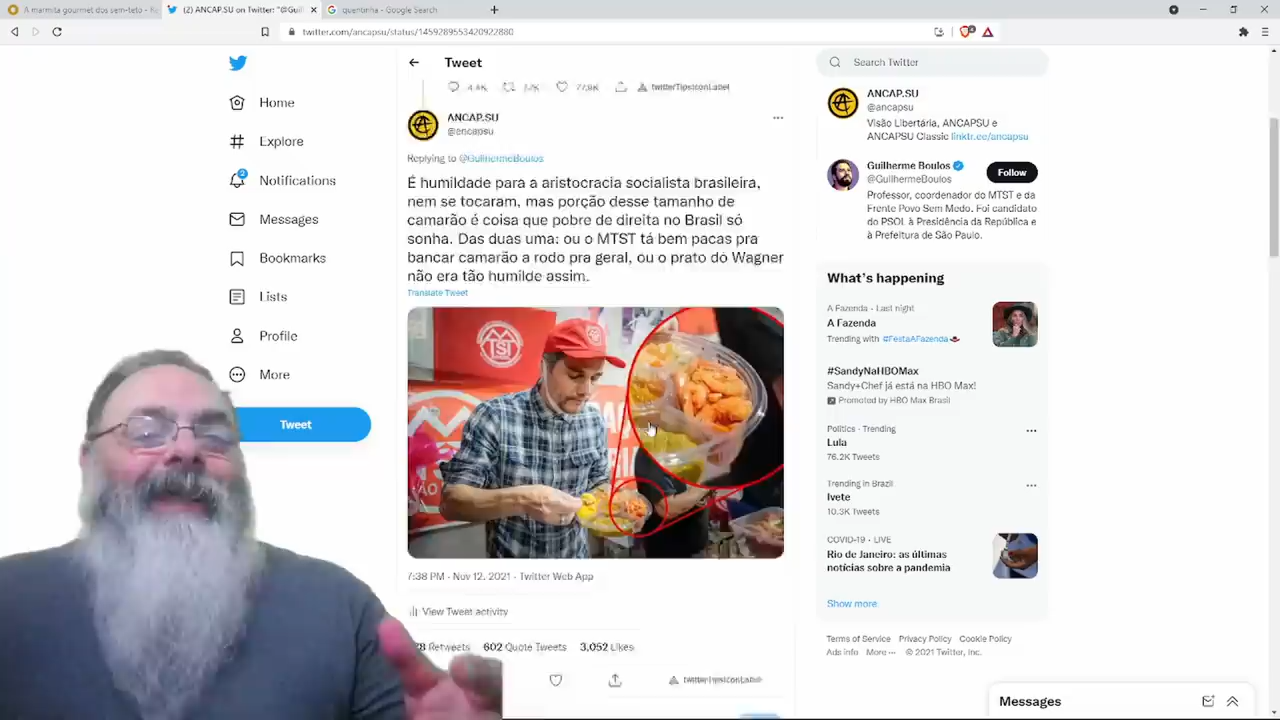 A marmita gourmet dos sem-teto - R
(2) ANCAP.SU on Twitter: "@Guil
quentinha - Google Search
twitter.com/ancapsu/status/1459289553420922880
Home
Explore
2
Notifications
Messages
Bookmarks
Lists
Profile
More
Tweet
Tweet
twitterTipsIconLabel
ANCAP.SU
@ancapsu
Replying to @GuilhermeBoulos
É humildade para a aristocracia socialista brasileira,
nem se tocaram, mas porção desse tamanho de
camarão é coisa que pobre de direita no Brasil só
sonha. Das duas uma: ou o MTST tá bem pacas pra
bancar camarão a rodo pra geral, ou o prato do Wagner
não era tão humilde assim.
Translate Tweet
7:38 PM · Nov 12, 2021 · Twitter Web App
View Tweet activity
Retweets 602 Quote Tweets 3,052 Likes
twitterTipsIconLabel
Search Twitter
ANCAP.SU
@ancapsu
Visão Libertária, ANCAPSU e
ANCAPSU Classic linktr.ee/ancapsu
Guilherme Boulos
@GuilhermeBoulos
Follow
Professor, coordenador do MTST e da
Frente Povo Sem Medo. Foi candidato
do PSOL à Presidência da República e
à Prefeitura de São Paulo.
What's happening
A Fazenda · Last night
A Fazenda
Trending with #FestaAFazenda
#SandyNaHBOMax
Sandy+Chef já está na HBO Max!
Promoted by HBO Max Brasil
Politics · Trending
Lula
76.2K Tweets
Trending in Brazil
Ivete
10.3K Tweets
COVID-19 · LIVE
Rio de Janeiro: as últimas
notícias sobre a pandemia
Show more
Terms of Service Privacy Policy Cookie Policy
Ads info More ··· © 2021 Twitter, Inc.
Messages